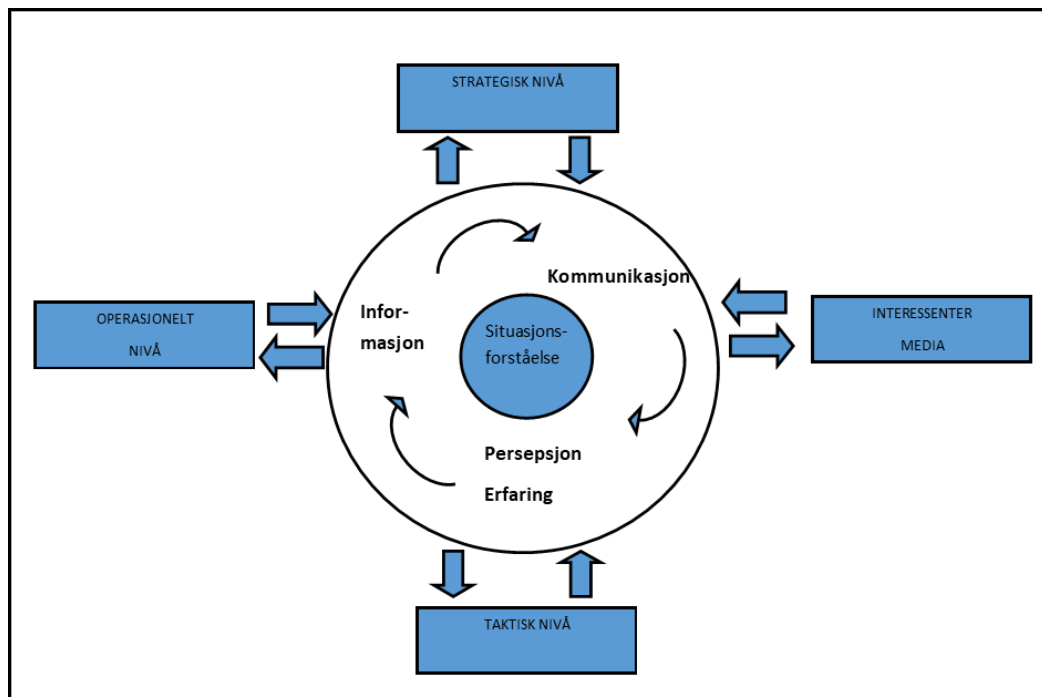 STRATEGISK NIVÅ
Kommunikasjon
Infor-
masjon
OPERASJONELT
NIVÅ
Situasjons-
forståelse
INTERESSENTER
MEDIA
Persepsjon
Erfaring
TAKTISK NIVÅ